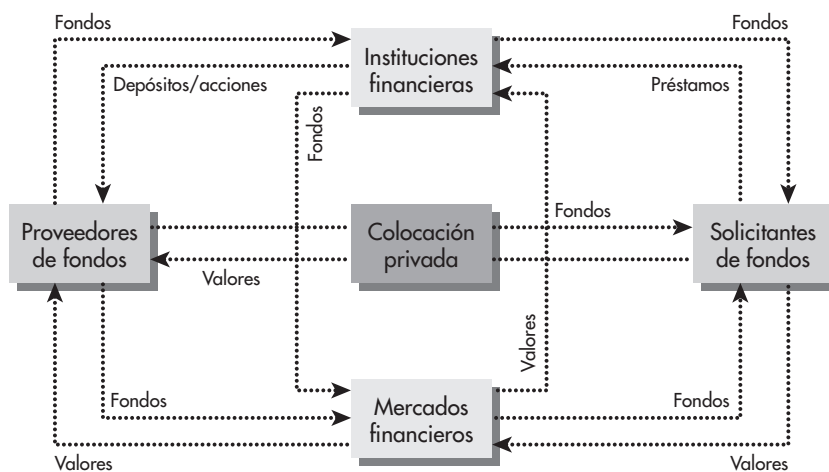 Fondos
Fondos
Instituciones
financieras
Depósitos/acciones
Préstamos
Fondos
Proveedores
de fondos
Colocación
privada
Fondos
Solicitantes
de fondos
Valores
Valores
Fondos
Mercados
financieros
Fondos
Valores
Valores